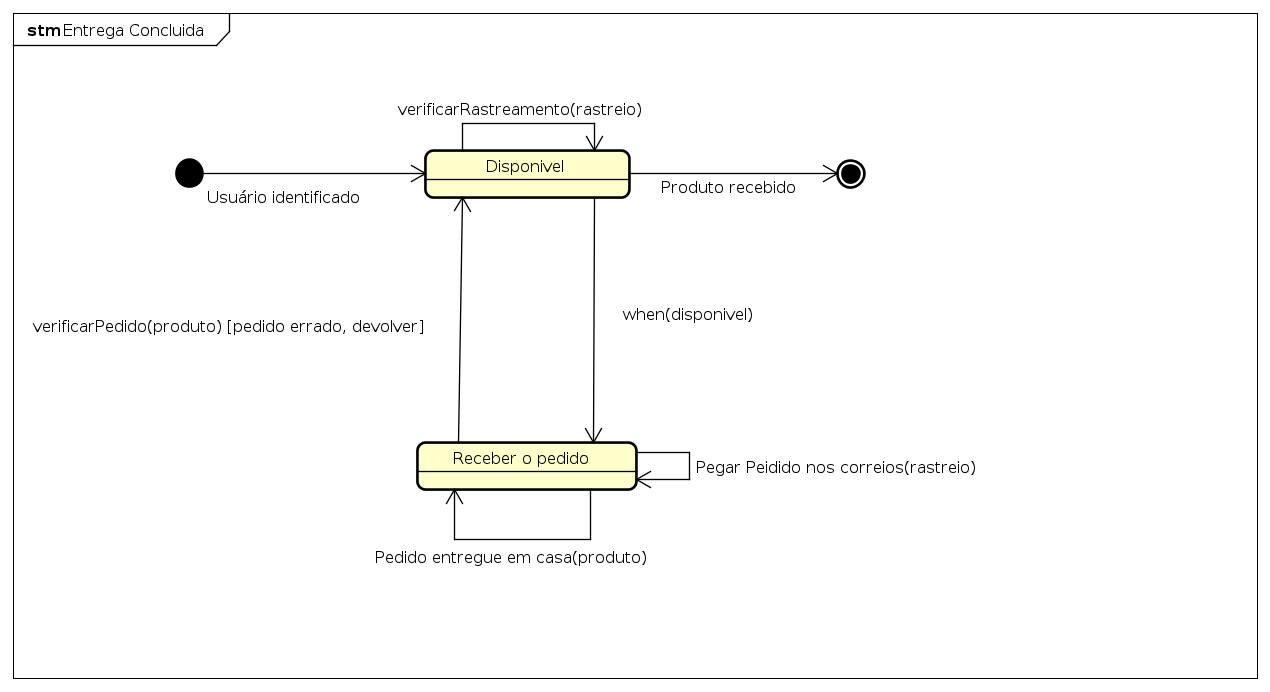 stm Entrega Concluida
verificarRastreamento(rastreio)
Disponivel
Usuário identificado
Produto recebido
when(disponivel)
verificarPedido(produto) [pedido errado, devolver]
Receber o pedido
Pegar Peidido nos correios(rastreio)
Pedido entregue em casa(produto)